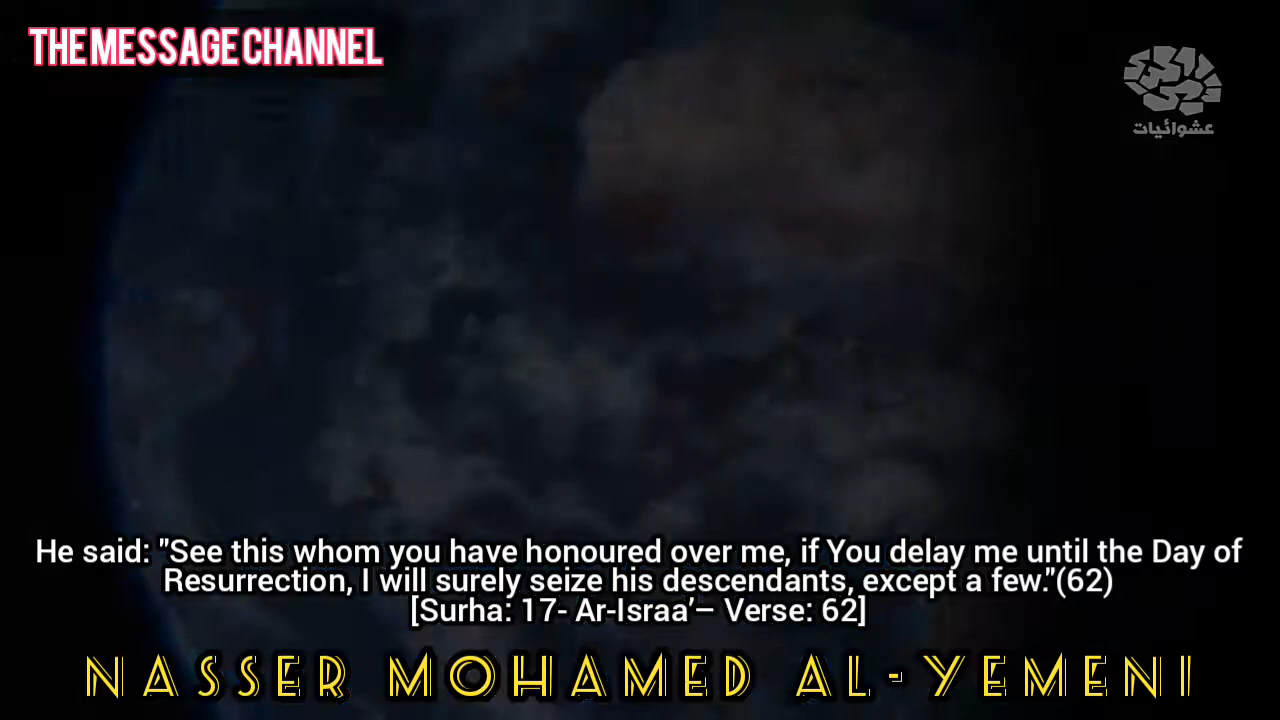 THE MESSAGE CHANNEL
عشوائيات
He said: "See this whom you have honoured over me, if You delay me until the Day of
Resurrection, I will surely seize his descendants, except a few."(62)
[Surha: 17- Ar-Israa’– Verse: 62]
NASSER MOHAMED AL-YEMENI